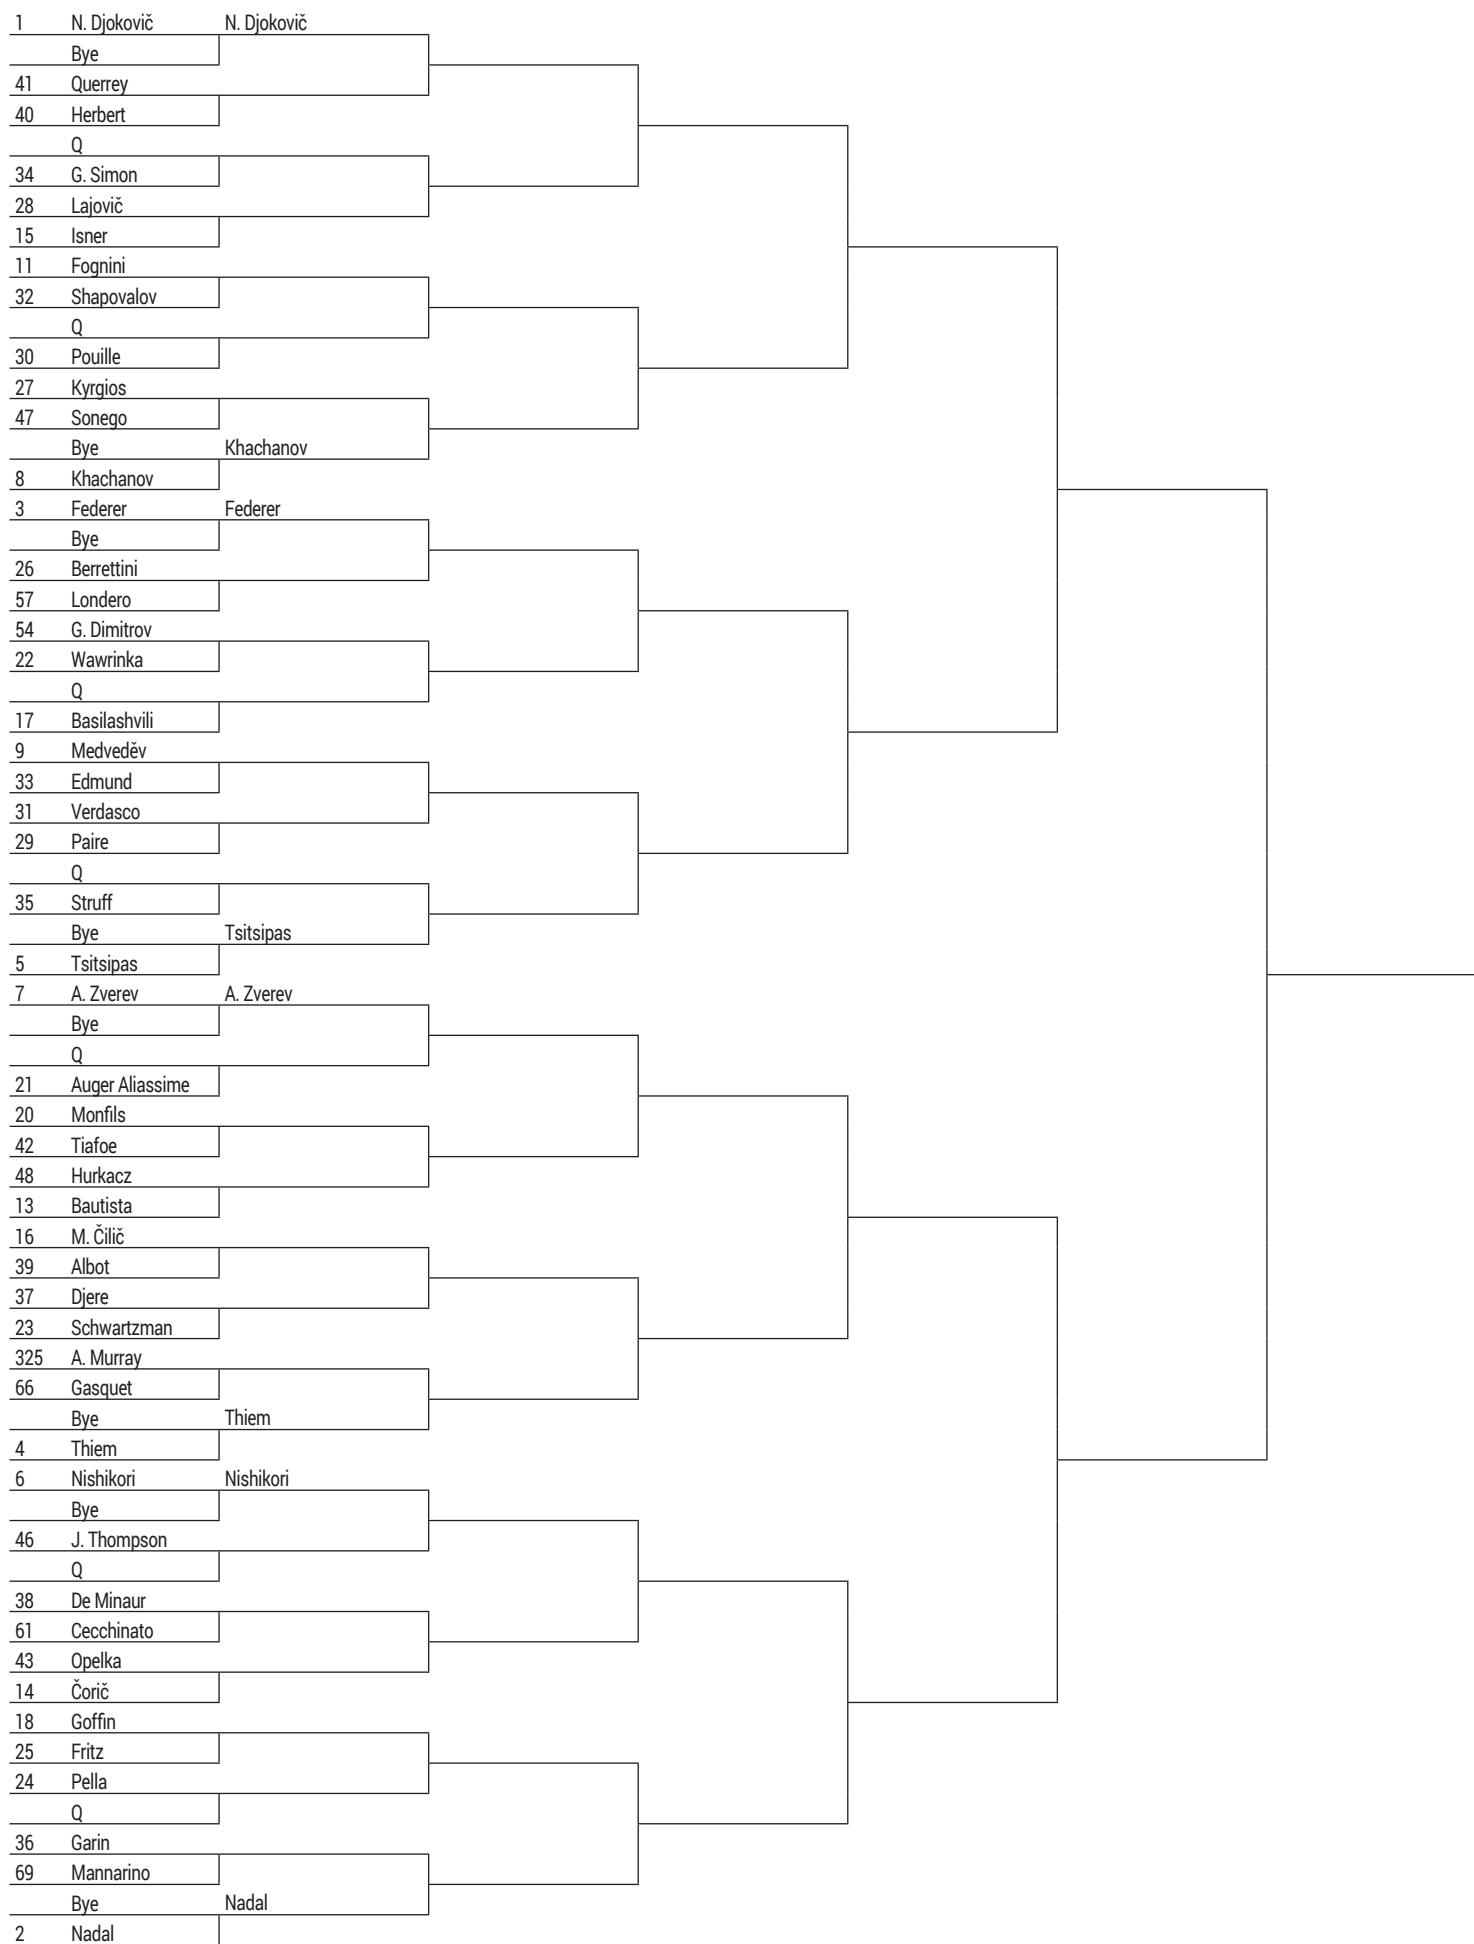 1 N. Djokovič N. Djokovič
Bye
41 Querrey
40 Herbert
Q
34 G. Simon
28 Lajovič
15 Isner
11 Fognini
32 Shapovalov
Q
30 Pouille
27 Kyrgios
47 Sonego
Bye Khachanov
8 Khachanov
3 Federer Federer
Bye
26 Berrettini
57 Londero
54 G. Dimitrov
22 Wawrinka
Q
17 Basilashvili
9 Medveděv
33 Edmund
31 Verdasco
29 Paire
Q
35 Struff
Bye Tsitsipas
5 Tsitsipas
7 A. Zverev A. Zverev
Bye
Q
21 Auger Aliassime
20 Monfils
42 Tiafoe
48 Hurkacz
13 Bautista
16 M. Čilič
39 Albot
37 Djere
23 Schwartzman
325 A. Murray
66 Gasquet
Bye Thiem
4 Thiem
6 Nishikori Nishikori
Bye
46 J. Thompson
Q
38 De Minaur
61 Cecchinato
43 Opelka
14 Čorič
18 Goffin
25 Fritz
24 Pella
Q
36 Garin
69 Mannarino
Bye Nadal
2 Nadal